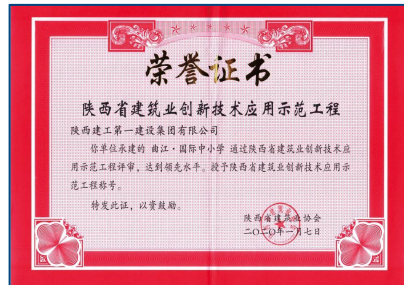 荣誉证书
陕西省建筑业创新技术应用示范工程
陕西建工第一建设集团有限公司
你单位承建的 曲江·国际中小学 通过陕西省建筑业创新技术应
用示范工程评审，达到领先水平。授予陕西省建筑业创新技术应用示
范工程称号。
特发此证，以资鼓励。
陕西省建筑业协会
二〇二〇年一月七日